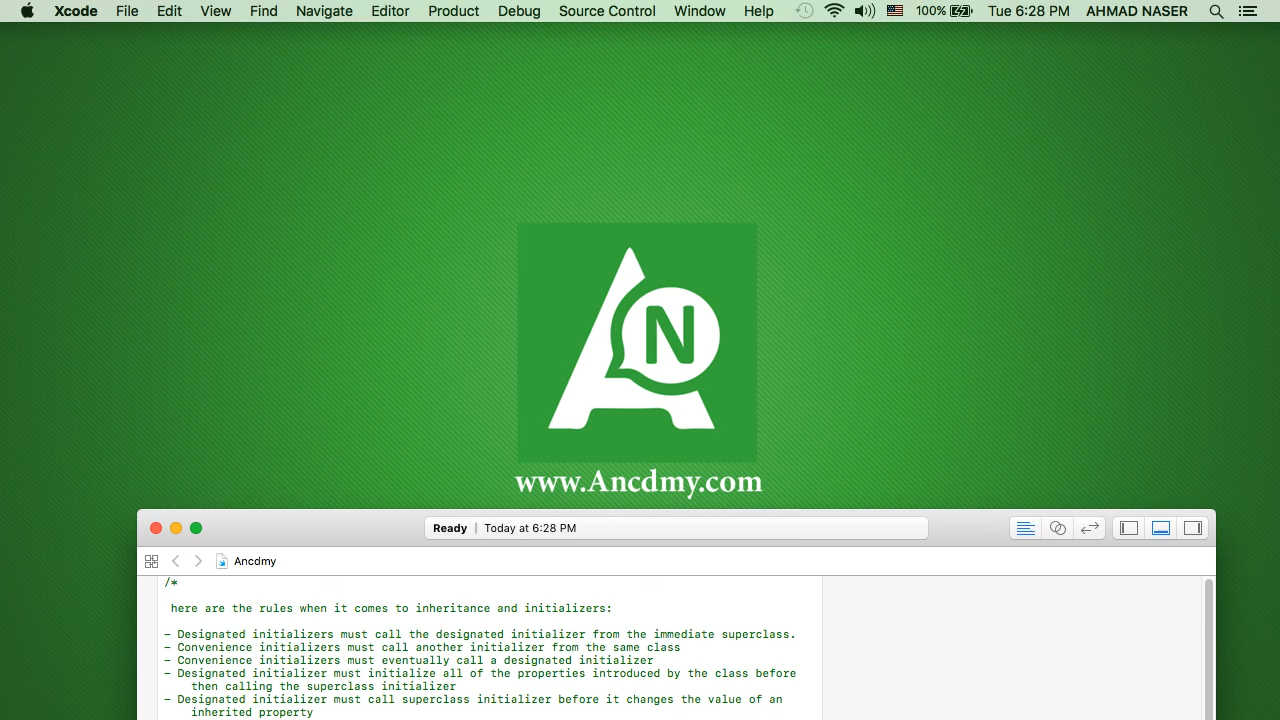 Xcode File Edit View Find Navigate Editor Product Debug Source Control Window Help 100% Tue 6:28 PM AHMAD NASER
AN
www.Ancdmy.com
Ready | Today at 6:28 PM
Ancdmy
/*
here are the rules when it comes to inheritance and initializers:
- Designated initializers must call the designated initializer from the immediate superclass.
- Convenience initializers must call another initializer from the same class
- Convenience initializers must eventually call a designated initializer
- Designated initializer must initialize all of the properties introduced by the class before
then calling the superclass initializer
- Designated initializer must call superclass initializer before it changes the value of an
inherited property